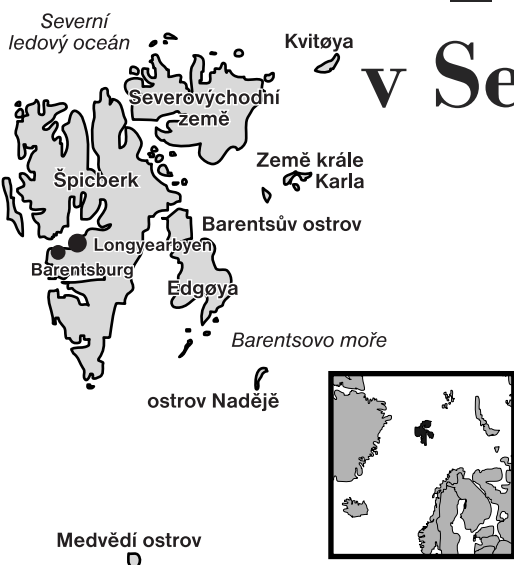 Severní
ledový oceán
Kvitøya
v Se
Severovýchodní
země
Země krále
Karla
Špicberk
Barentsův ostrov
Longyearbyen
Barentsburg
Edgøya
Barentsovo moře
ostrov Naděje
Medvědí ostrov